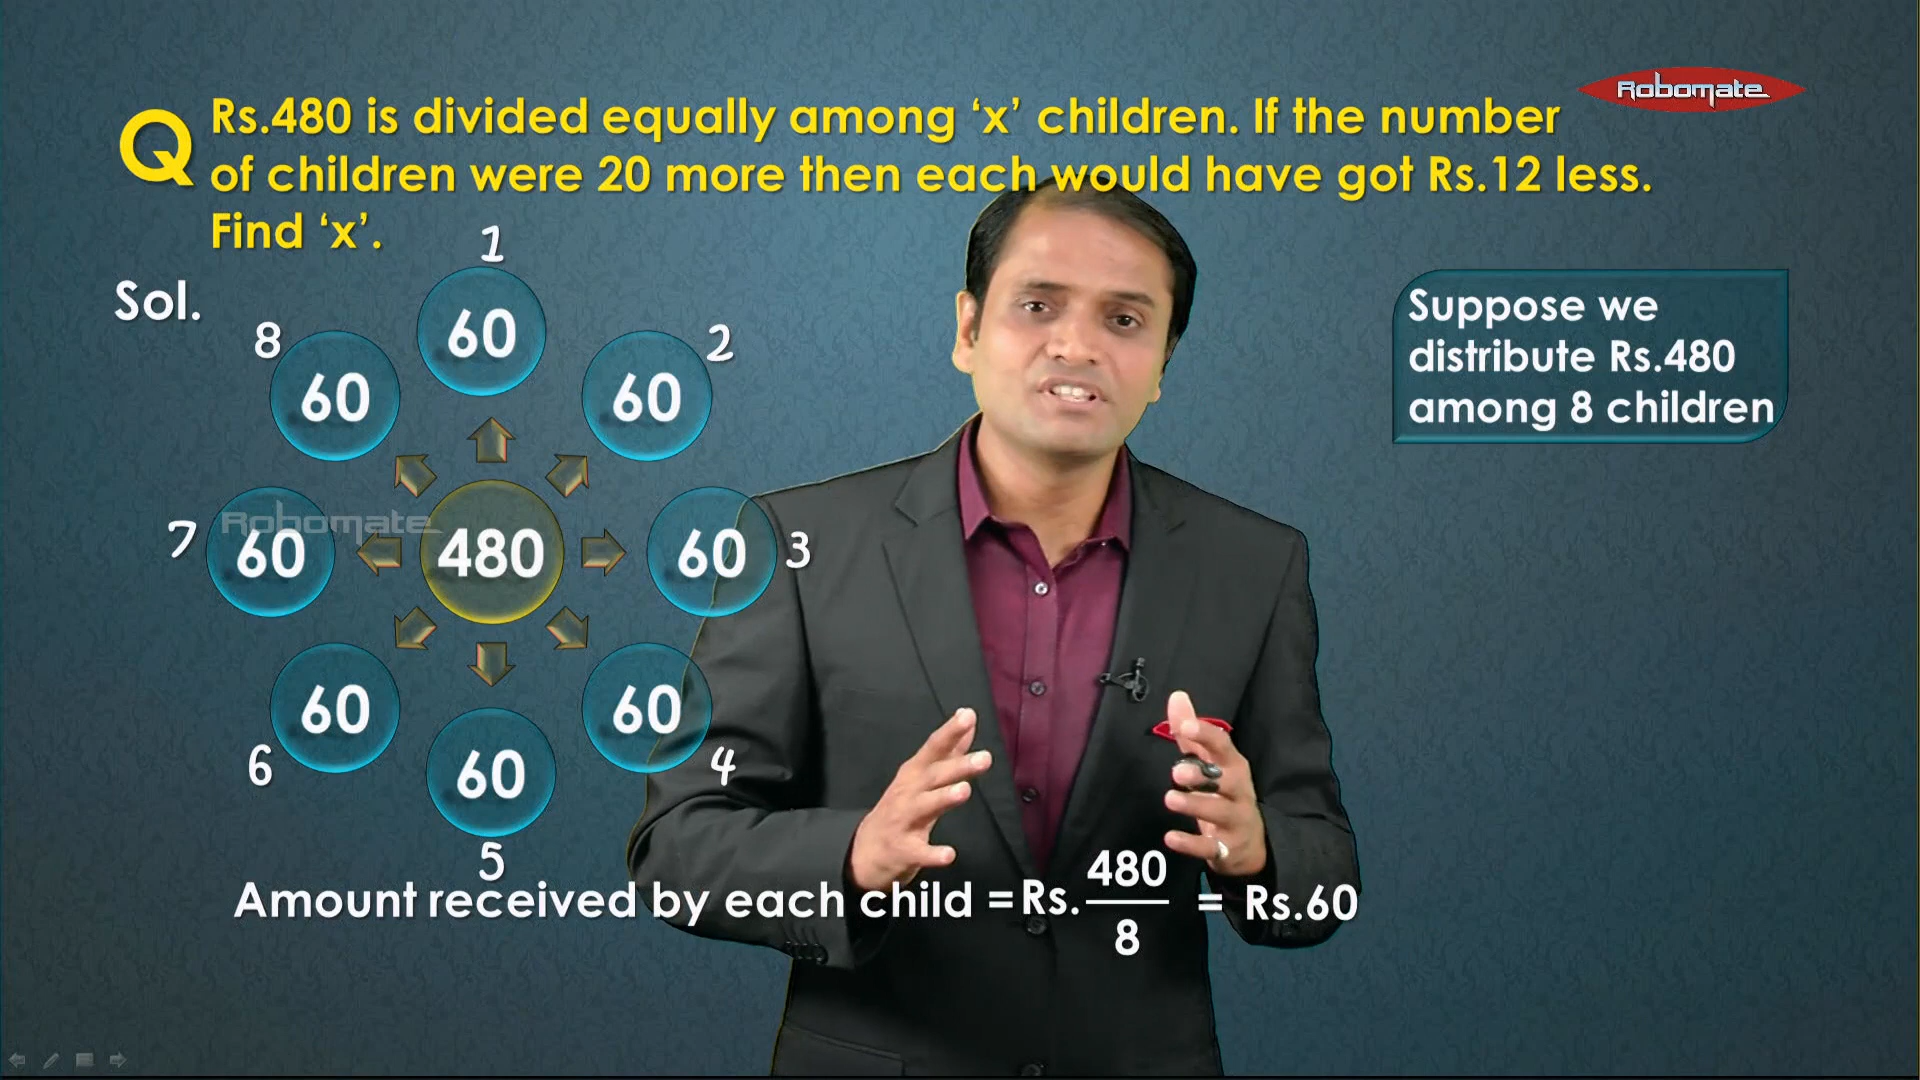 Robomate
Q Rs.480 is divided equally among ‘x’ children. If the number
of children were 20 more then each would have got Rs.12 less.
Find ‘x’.
Sol.
Suppose we
distribute Rs.480
among 8 children
1
60
2
60
3
60
4
60
5
60
6
60
7
60
8
60
480
Robomate
Amount received by each child = Rs. 480/8 = Rs.60